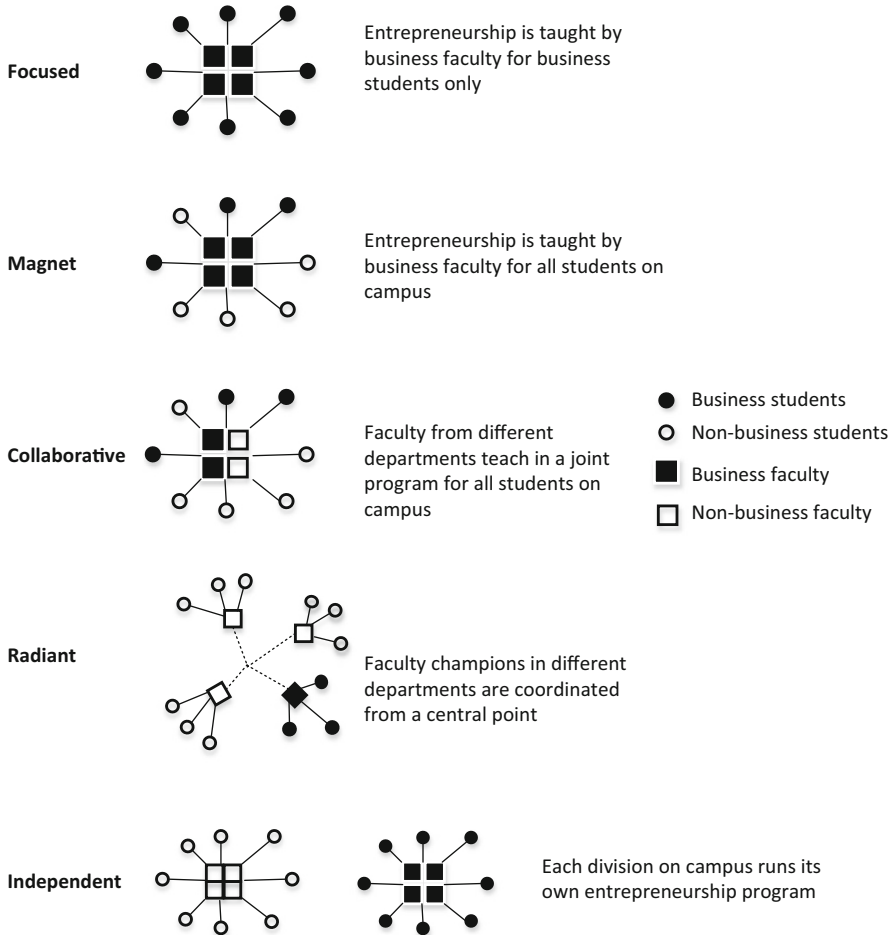 Focused
Entrepreneurship is taught by
business faculty for business
students only
Magnet
Entrepreneurship is taught by
business faculty for all students on
campus
Collaborative
Faculty from different
departments teach in a joint
program for all students on
campus
Business students
Non-business students
Business faculty
Non-business faculty
Radiant
Faculty champions in different
departments are coordinated
from a central point
Independent
Each division on campus runs its
own entrepreneurship program